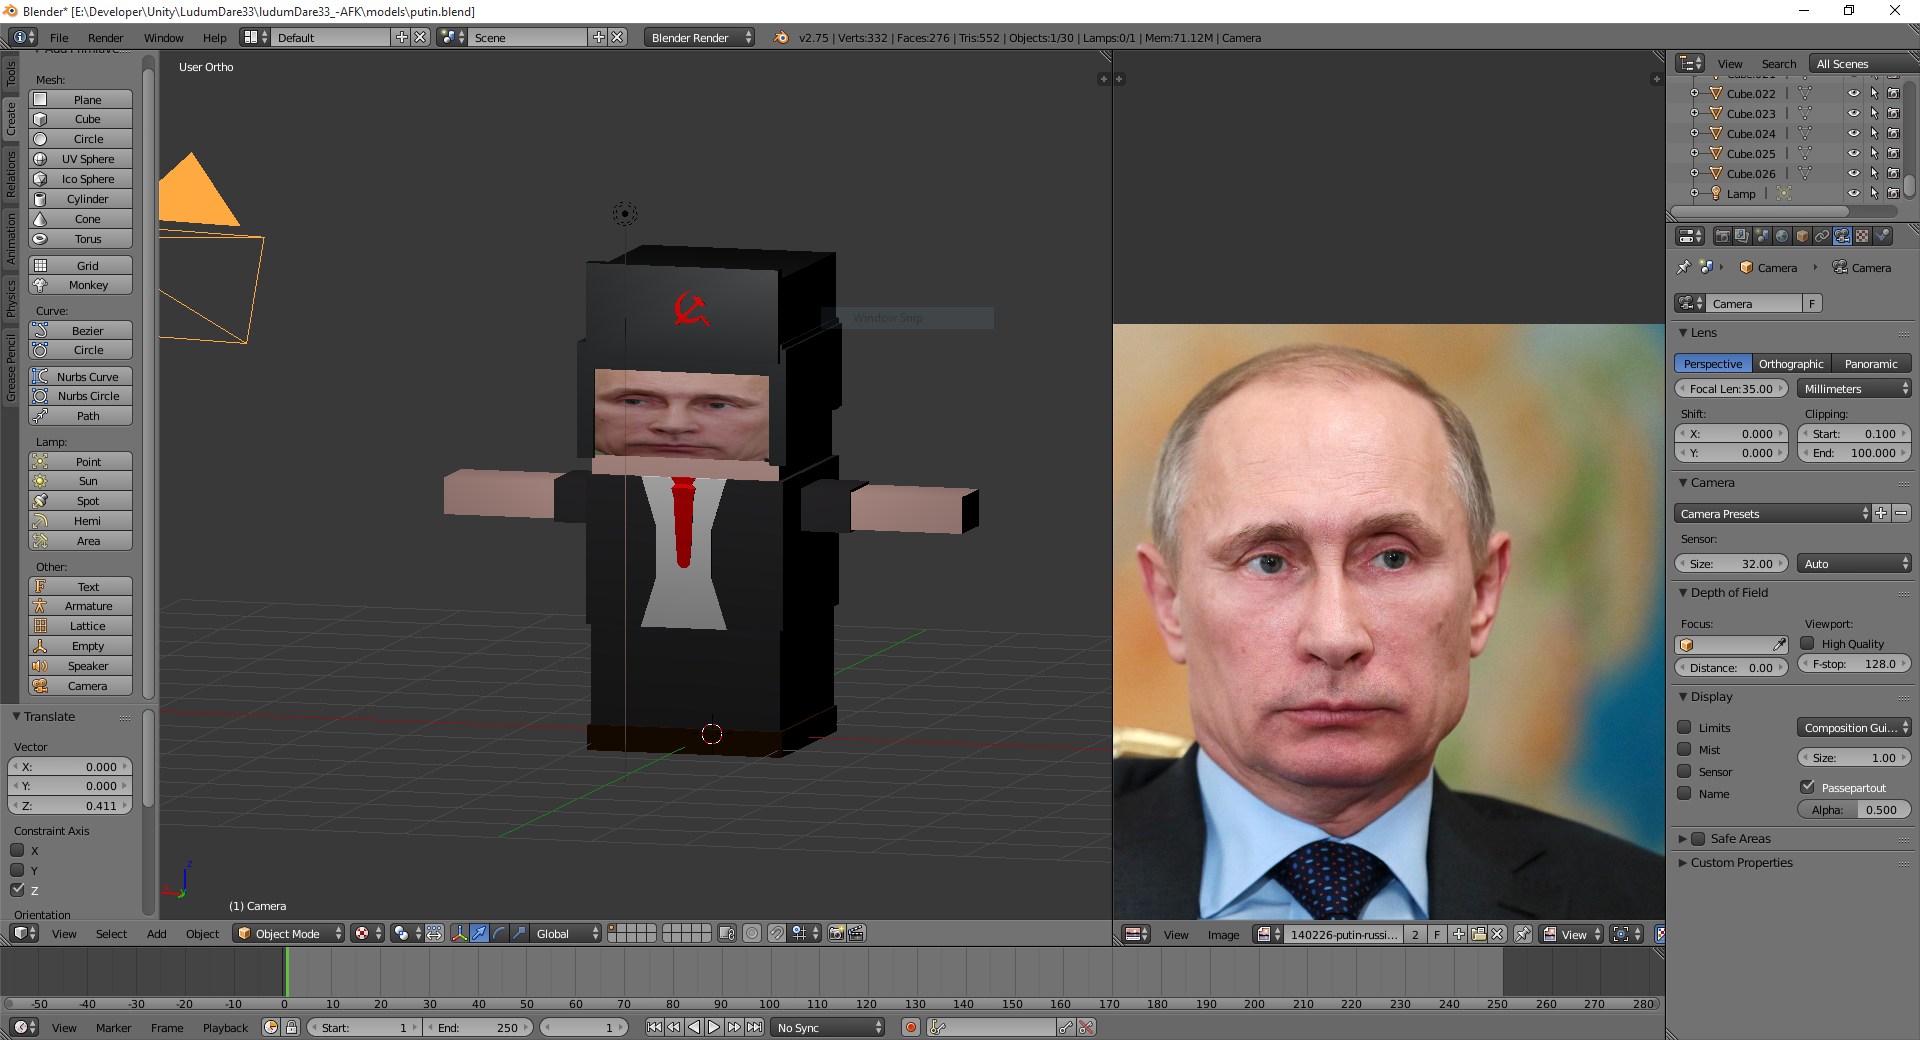 Blender* [E:\Developer\Unity\LudumDare33\ludumDare33_-AFK\models\putin.blend]
File Render Window Help Default Scene Blender Render v2.75 | Verts:332 | Faces:276 | Tris:552 | Objects:1/30 | Lamps:0/1 | Mem:71.12M | Camera
Tools
Create
Relations
Animation
Physics
Grease Pencil
Add Primitive
Mesh:
Plane
Cube
Circle
UV Sphere
Ico Sphere
Cylinder
Cone
Torus
Grid
Monkey
Curve:
Bezier
Circle
Nurbs Curve
Nurbs Circle
Path
Lamp:
Point
Sun
Spot
Hemi
Area
Other:
Text
Armature
Lattice
Empty
Speaker
Camera
Translate
Vector
X: 0.000
Y: 0.000
Z: 0.411
Constraint Axis
X
Y
Z
Orientation
User Ortho
Window Snip
z
(1) Camera
View Select Add Object Object Mode Global
View Image 140226-putin-russi... 2 F View
View Search All Scenes
Cube.021
Cube.022
Cube.023
Cube.024
Cube.025
Cube.026
Lamp
Camera Camera
Camera F
Lens
Perspective Orthographic Panoramic
Focal Len:35.00 Millimeters
Shift: Clipping:
X: 0.000 Start: 0.100
Y: 0.000 End: 100.000
Camera
Camera Presets
Sensor:
Size: 32.00 Auto
Depth of Field
Focus: Viewport:
High Quality
Distance: 0.00 F-stop: 128.0
Display
Limits Composition Gui...
Mist Size: 1.00
Sensor Passepartout
Name Alpha: 0.500
Safe Areas
Custom Properties
-50 -40 -30 -20 -10 0 10 20 30 40 50 60 70 80 90 100 110 120 130 140 150 160 170 180 190 200 210 220 230 240 250 260 270 280
View Marker Frame Playback Start: 1 End: 250 1 No Sync